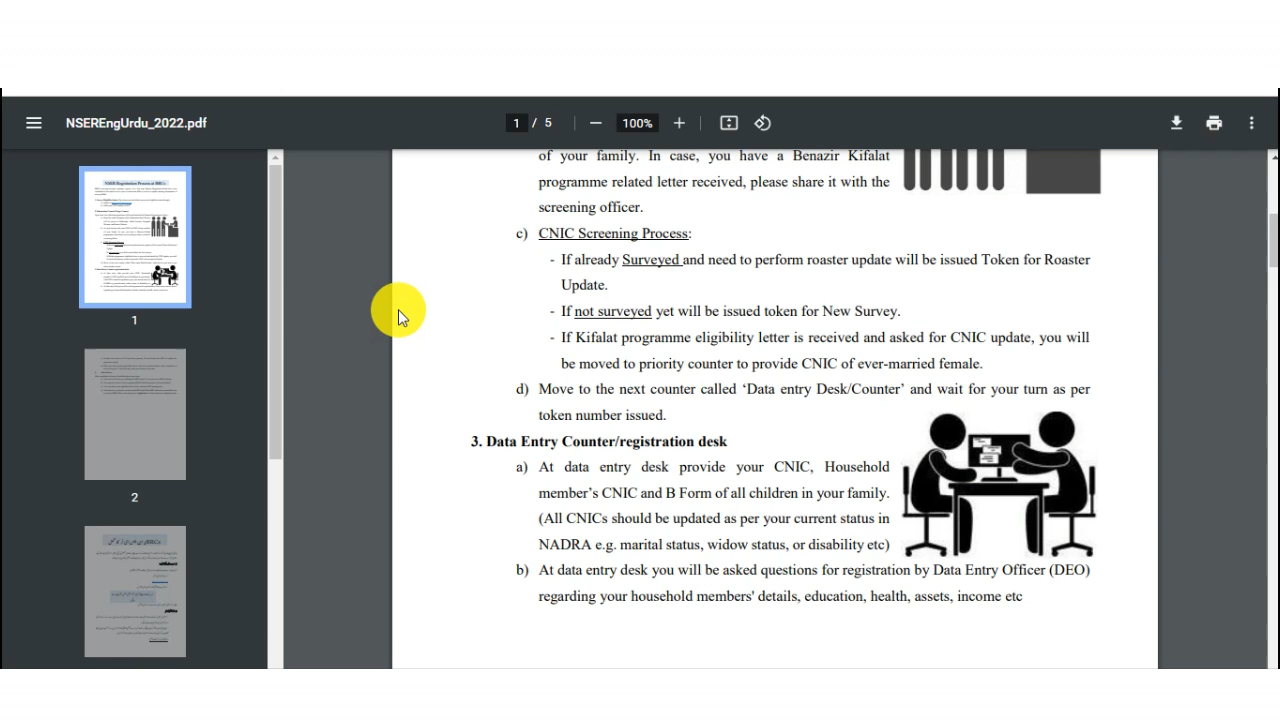 NSEREngUrdu_2022.pdf
1 / 5
100%
of your family. In case, you have a Benazir Kifalat
programme related letter received, please share it with the
screening officer.
c) CNIC Screening Process:
- If already Surveyed and need to perform roaster update will be issued Token for Roaster
Update.
- If not surveyed yet will be issued token for New Survey.
- If Kifalat programme eligibility letter is received and asked for CNIC update, you will
be moved to priority counter to provide CNIC of ever-married female.
d) Move to the next counter called ‘Data entry Desk/Counter’ and wait for your turn as per
token number issued.
3. Data Entry Counter/registration desk
a) At data entry desk provide your CNIC, Household
member’s CNIC and B Form of all children in your family.
(All CNICs should be updated as per your current status in
NADRA e.g. marital status, widow status, or disability etc)
b) At data entry desk you will be asked questions for registration by Data Entry Officer (DEO)
regarding your household members' details, education, health, assets, income etc
1
2